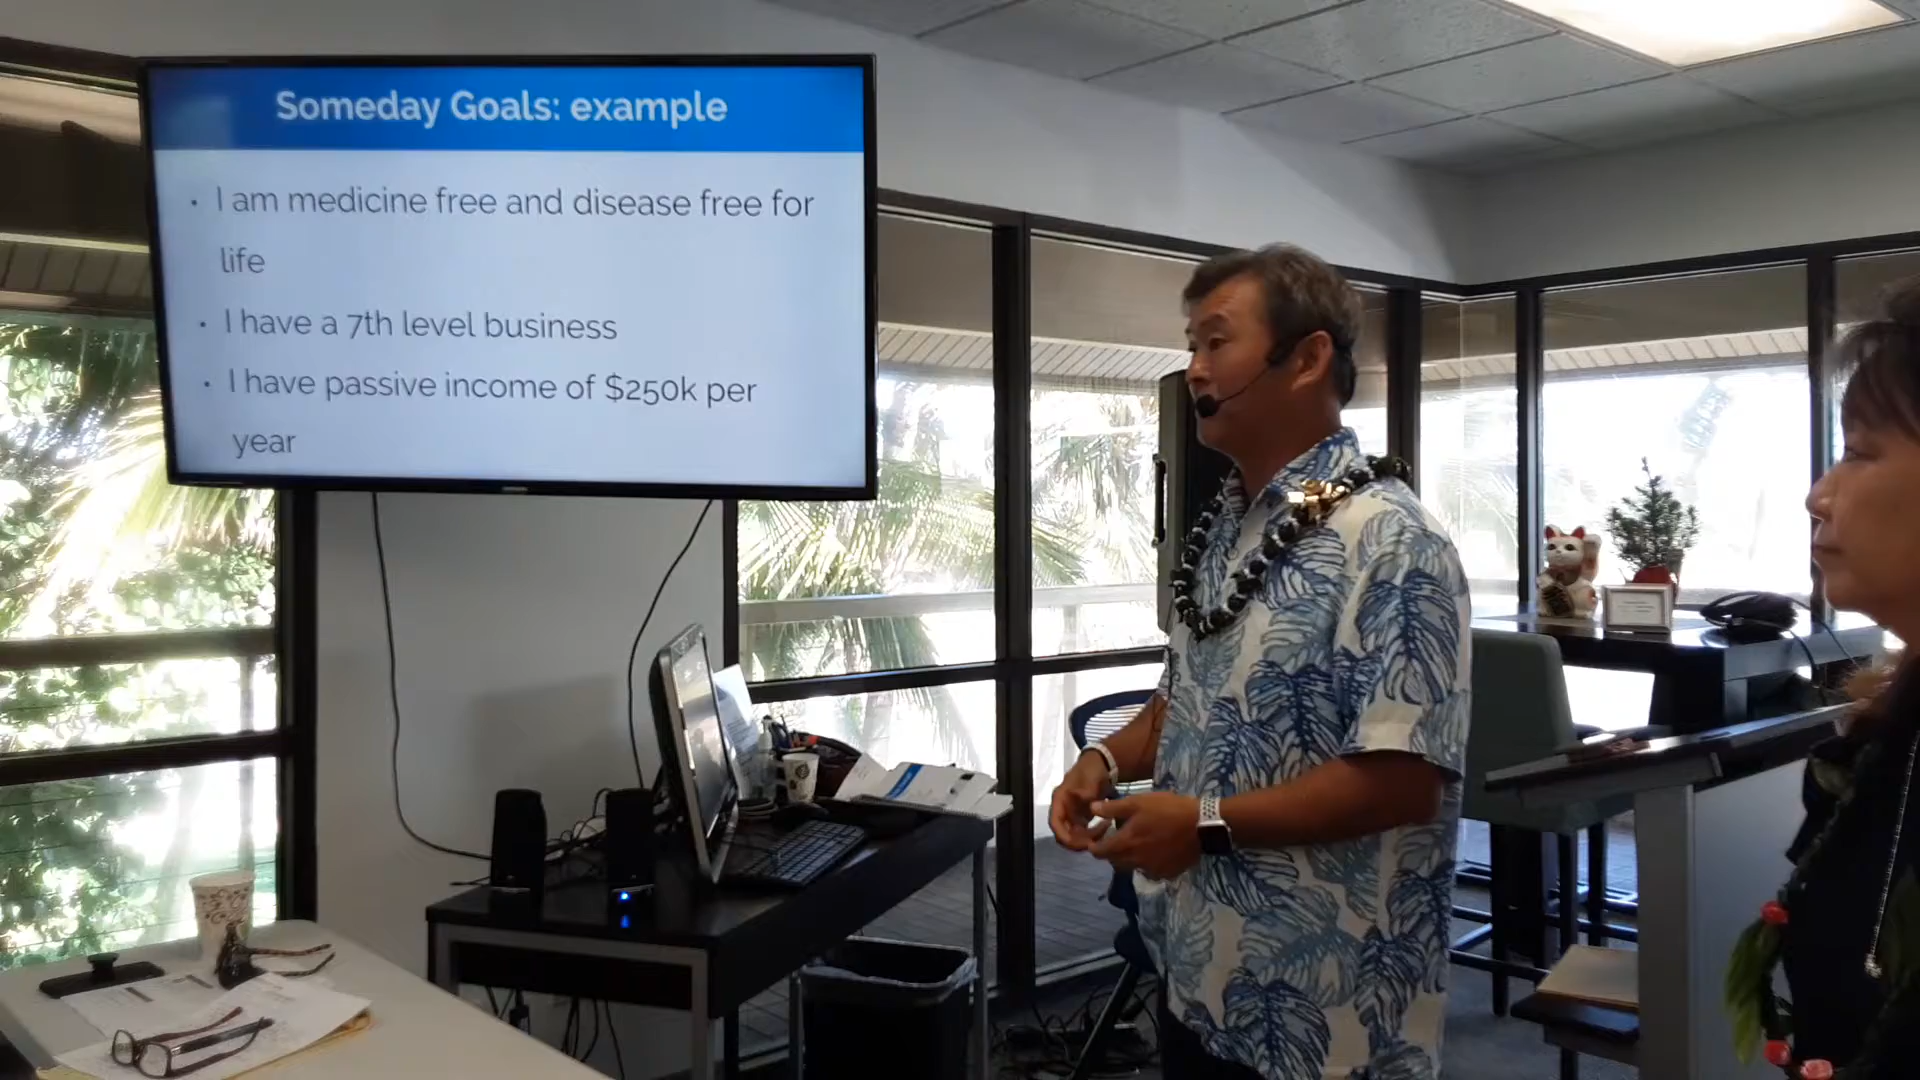 Someday Goals: example
• I am medicine free and disease free for
life
• I have a 7th level business
• I have passive income of $250k per
year